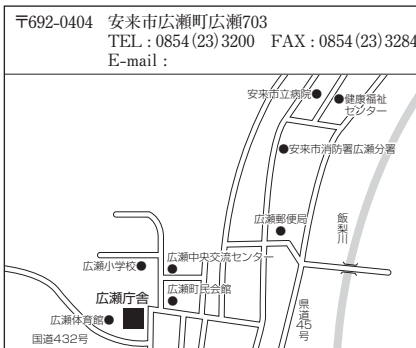 〒692-0404 安来市広瀬町広瀬703
TEL：0854(23)3200 FAX：0854(23)3284
E-mail：
安来市立病院
健康福祉
センター
安来市消防署広瀬分署
広瀬郵便局
飯梨川
広瀬中央交流センター
広瀬小学校
広瀬町民会館
広瀬庁舎
県道45号
広瀬体育館
国道432号